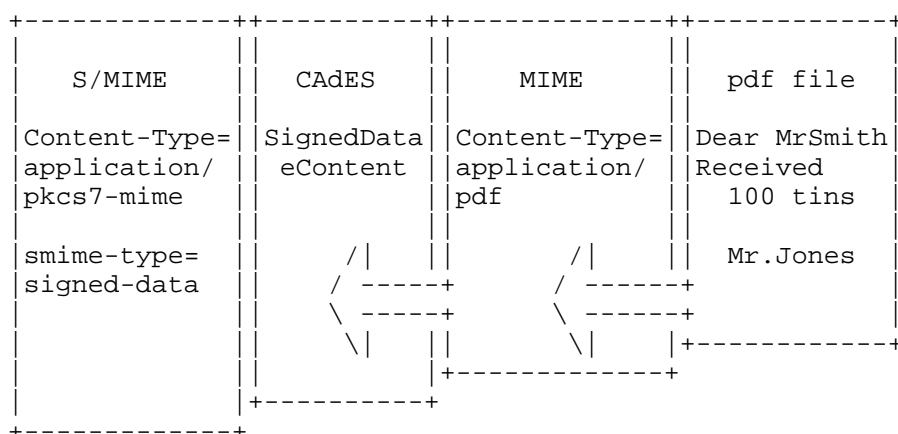 S/MIME CAdES MIME pdf file
Content-Type= SignedData Content-Type= Dear MrSmith
application/ eContent application/ Received
pkcs7-mime pdf 100 tins
smime-type= Mr.Jones
signed-data